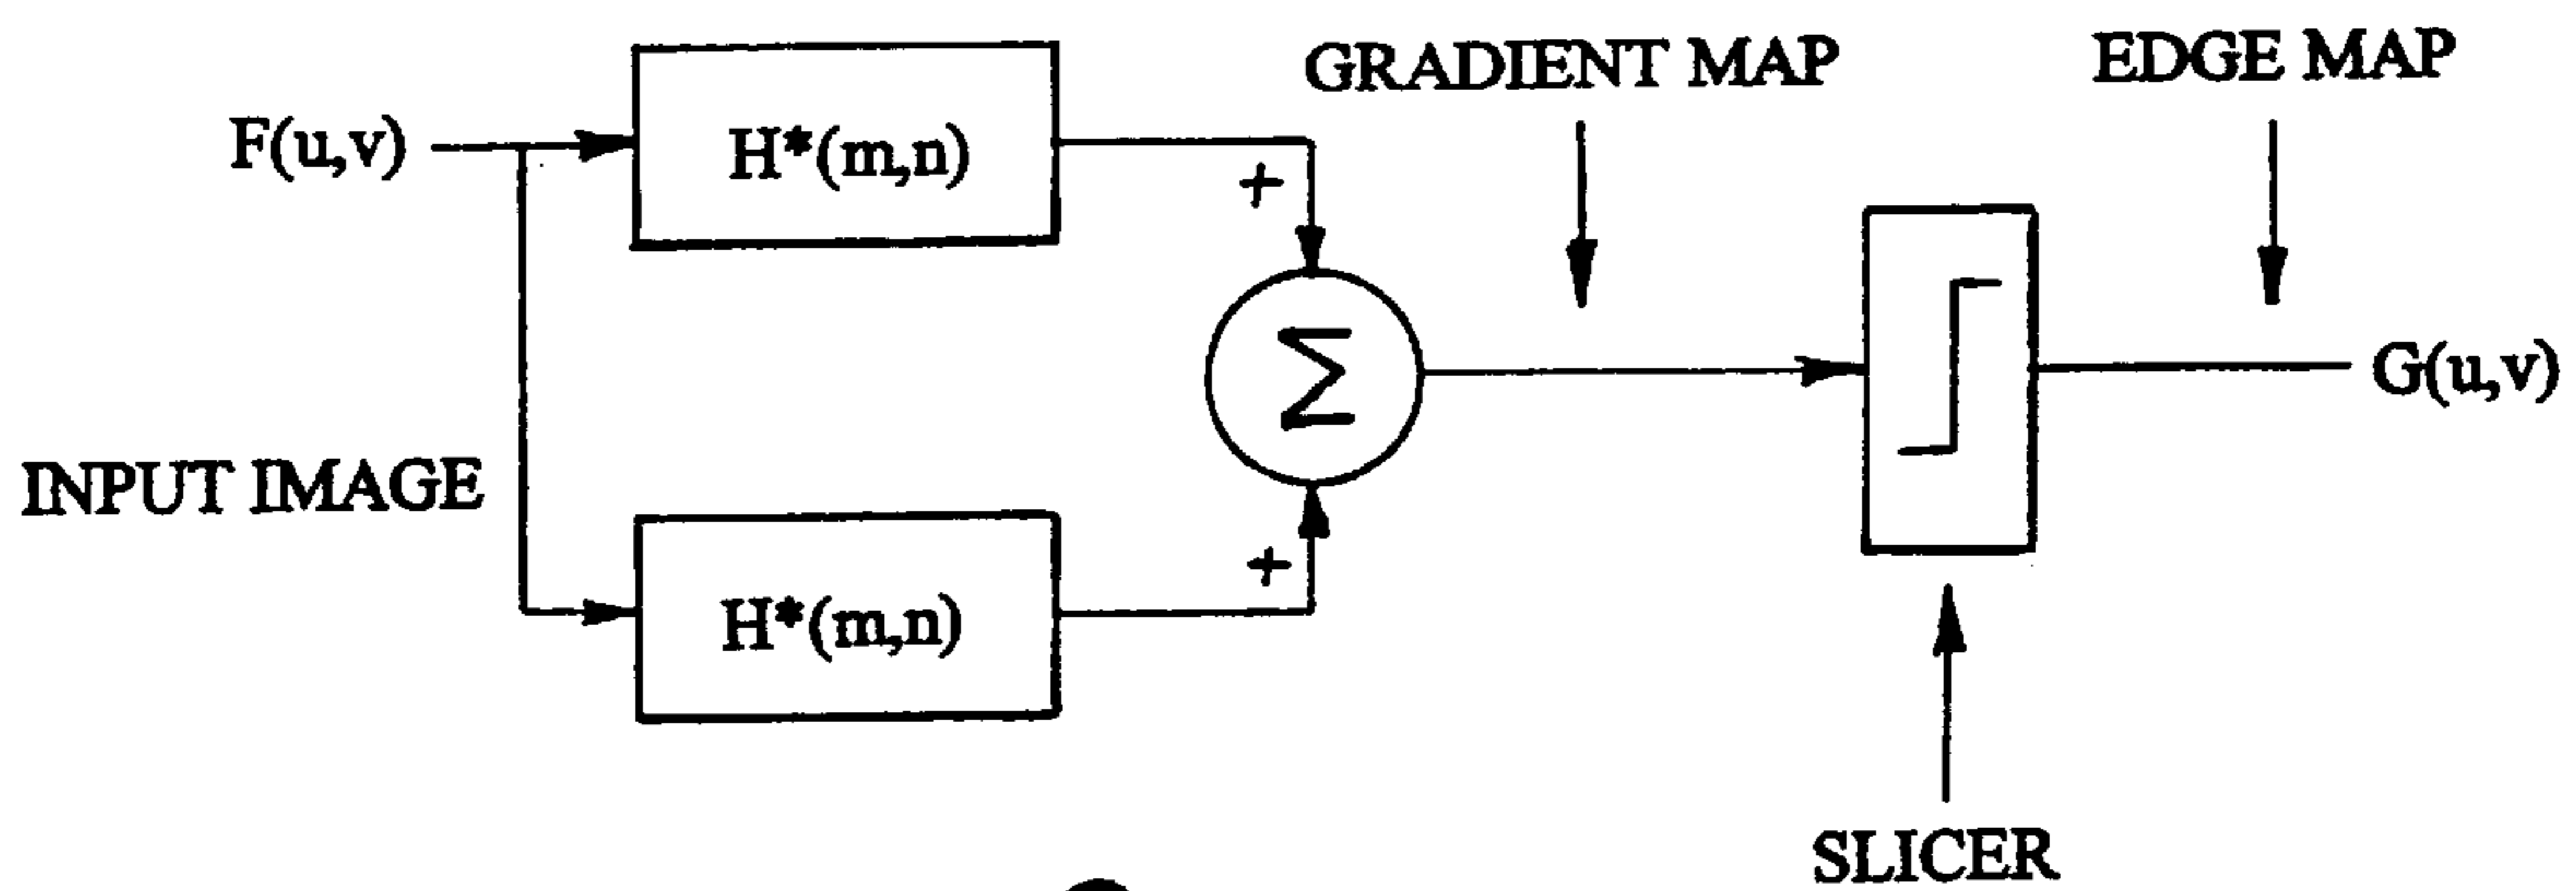 GRADIENT MAP
EDGE MAP
F(u,v)
H*(m,n)
+
Σ
G(u,v)
INPUT IMAGE
H*(m,n)
+
SLICER